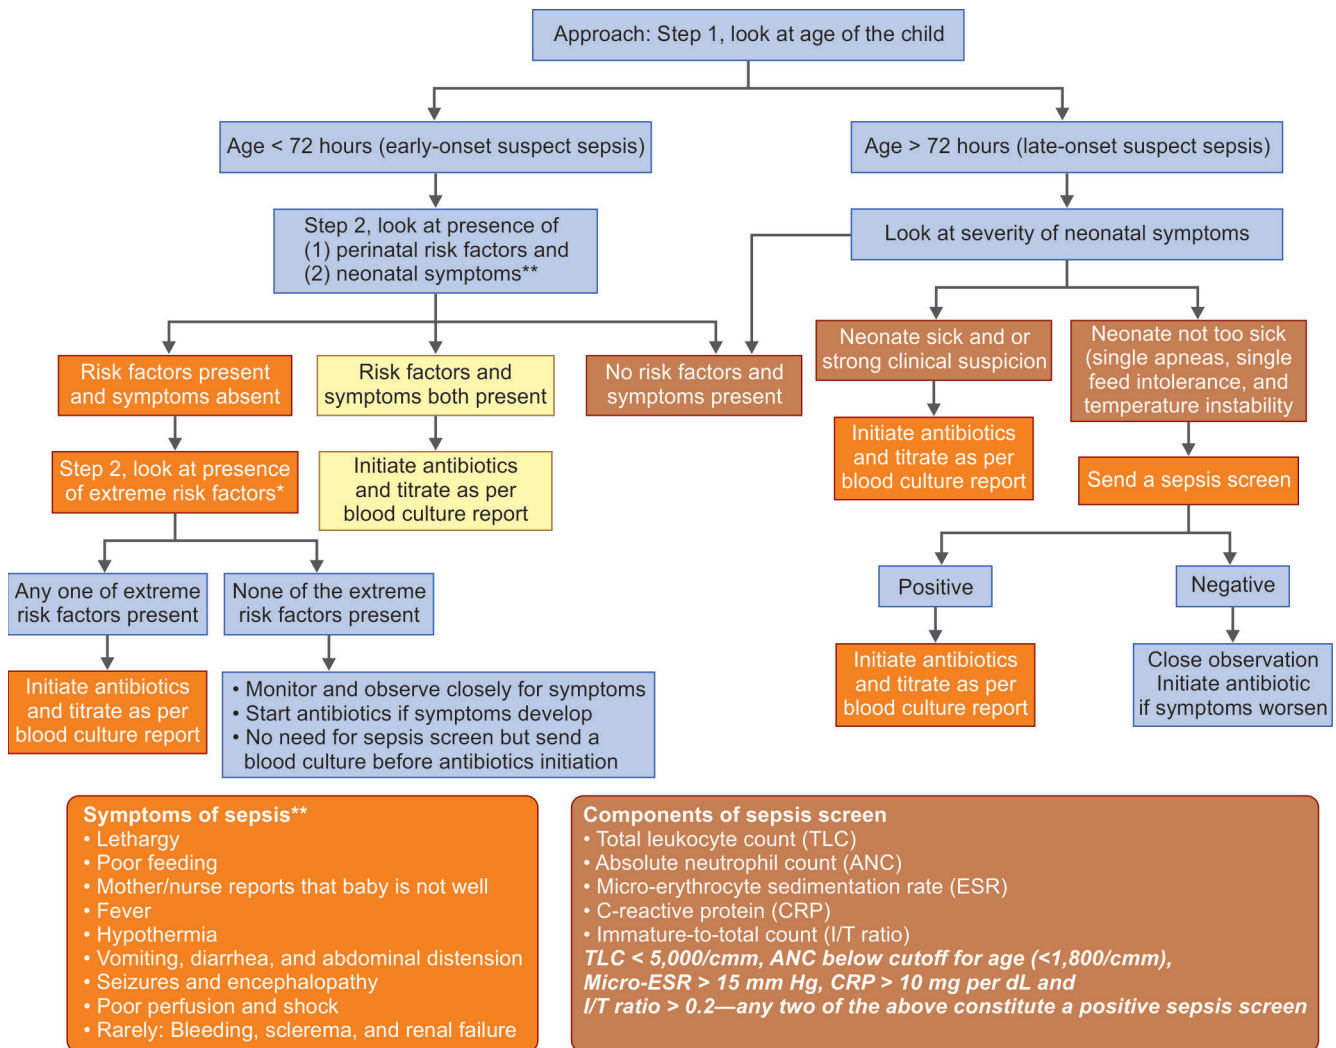 Approach: Step 1, look at age of the child
Age < 72 hours (early-onset suspect sepsis)
Age > 72 hours (late-onset suspect sepsis)
Step 2, look at presence of
(1) perinatal risk factors and
(2) neonatal symptoms**
Look at severity of neonatal symptoms
Risk factors present
and symptoms absent
Risk factors and
symptoms both present
No risk factors and
symptoms present
Neonate sick and or
strong clinical suspicion
Neonate not too sick
(single apneas, single
feed intolerance, and
temperature instability
Step 2, look at presence
of extreme risk factors*
Initiate antibiotics
and titrate as per
blood culture report
Initiate antibiotics
and titrate as per
blood culture report
Send a sepsis screen
Any one of extreme
risk factors present
None of the extreme
risk factors present
Positive
Negative
Initiate antibiotics
and titrate as per
blood culture report
• Monitor and observe closely for symptoms
• Start antibiotics if symptoms develop
• No need for sepsis screen but send a
blood culture before antibiotics initiation
Initiate antibiotics
and titrate as per
blood culture report
Close observation
Initiate antibiotic
if symptoms worsen
Symptoms of sepsis**
• Lethargy
• Poor feeding
• Mother/nurse reports that baby is not well
• Fever
• Hypothermia
• Vomiting, diarrhea, and abdominal distension
• Seizures and encephalopathy
• Poor perfusion and shock
• Rarely: Bleeding, sclerema, and renal failure
Components of sepsis screen
• Total leukocyte count (TLC)
• Absolute neutrophil count (ANC)
• Micro-erythrocyte sedimentation rate (ESR)
• C-reactive protein (CRP)
• Immature-to-total count (I/T ratio)
TLC < 5,000/cmm, ANC below cutoff for age (<1,800/cmm),
Micro-ESR > 15 mm Hg, CRP > 10 mg per dL and
I/T ratio > 0.2—any two of the above constitute a positive sepsis screen